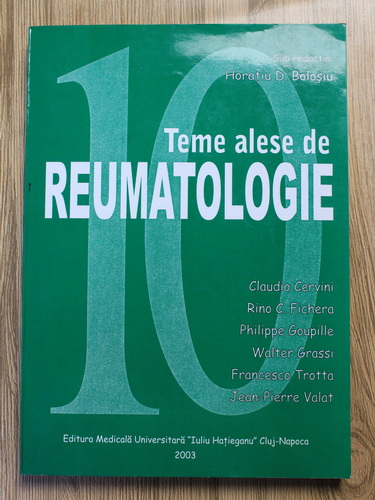 Sub redacția
Horațiu D. Boloșiu
10
Teme alese de
REUMATOLOGIE
Claudio Cervini
Rino C. Fichera
Philippe Goupille
Walter Grassi
Francesco Trotta
Jean Pierre Valat
Editura Medicală Universitară "Iuliu Hațieganu" Cluj-Napoca
2003